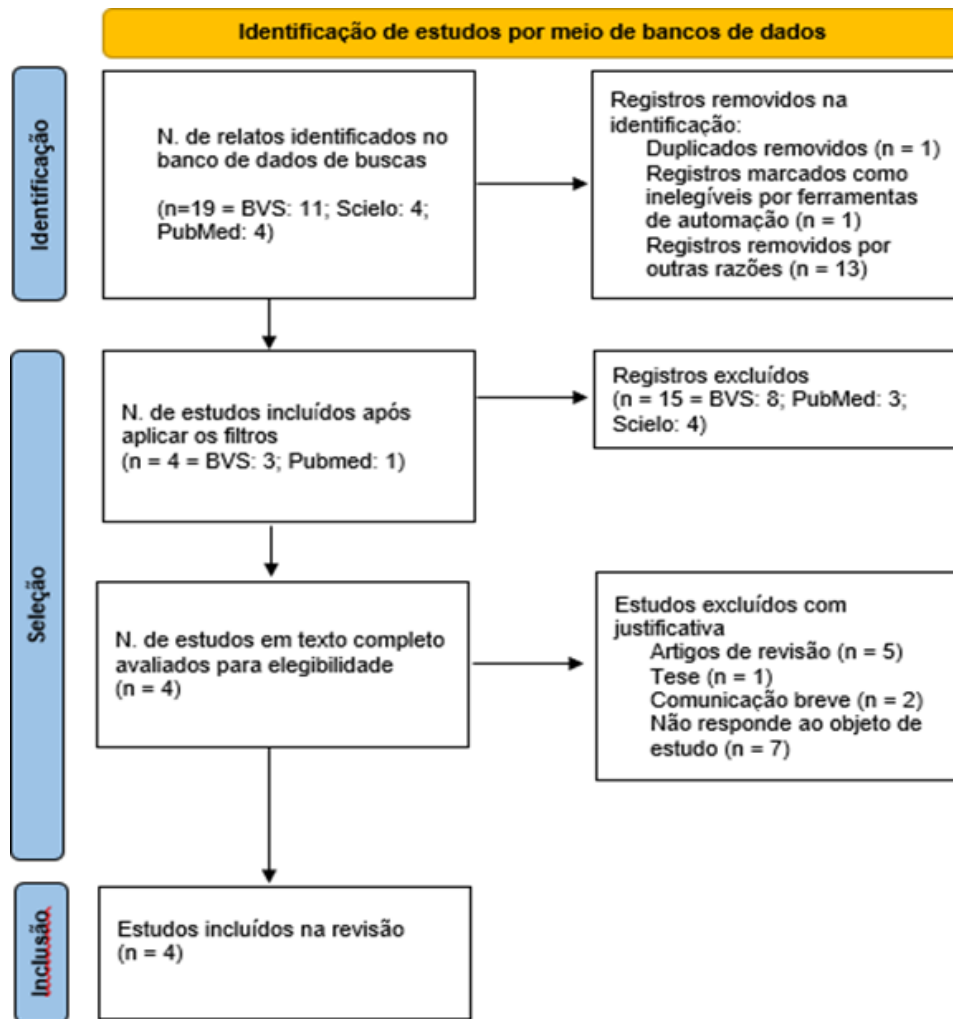 Identificação de estudos por meio de bancos de dados
Identificação
N. de relatos identificados no
banco de dados de buscas
(n=19 = BVS: 11; Scielo: 4;
PubMed: 4)
Registros removidos na
identificação:
Duplicados removidos (n = 1)
Registros marcados como
inelegíveis por ferramentas
de automação (n = 1)
Registros removidos por
outras razões (n = 13)
Seleção
N. de estudos incluídos após
aplicar os filtros
(n = 4 = BVS: 3; Pubmed: 1)
Registros excluídos
(n = 15 = BVS: 8; PubMed: 3;
Scielo: 4)
N. de estudos em texto completo
avaliados para elegibilidade
(n = 4)
Estudos excluídos com
justificativa
Artigos de revisão (n = 5)
Tese (n = 1)
Comunicação breve (n = 2)
Não responde ao objeto de
estudo (n = 7)
Inclusão
Estudos incluídos na revisão
(n = 4)